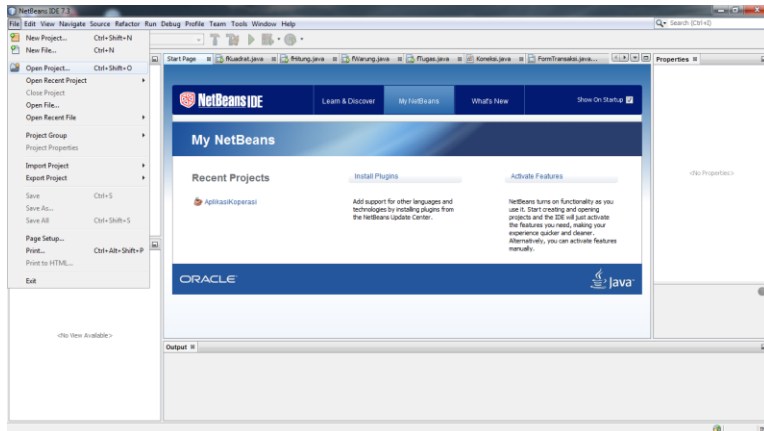 NetBeans IDE 7.3
File Edit View Navigate Source Refactor Run Debug Profile Team Tools Window Help
Search (Ctrl+I)
New Project... Ctrl+Shift+N
New File... Ctrl+N
Open Project... Ctrl+Shift+O
Open Recent Project
Close Project
Open File...
Open Recent File
Project Group
Project Properties
Import Project
Export Project
Save Ctrl+S
Save As...
Save All Ctrl+Shift+S
Page Setup...
Print... Ctrl+Alt+Shift+P
Print to HTML...
Exit
<No View Available>
Start Page fKuadrat.java fHitung.java fWarung.java fTugas.java Koneksi.java FormTransaksi.java...
NetBeans IDE
Learn & Discover My NetBeans What's New Show On Startup
My NetBeans
Recent Projects
AplikasiKoperasi
Install Plugins
Add support for other languages and
technologies by installing plugins from
the NetBeans Update Center.
Activate Features
NetBeans turns on functionality as you
use it. Start creating and opening
projects and the IDE will just activate
the features you need, making your
experience quicker and cleaner.
Alternatively, you can activate features
manually.
ORACLE
Java
Properties
<No Properties>
Output